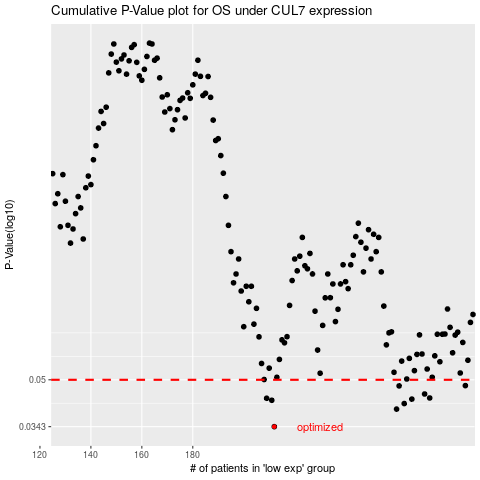 Cumulative P-Value plot for OS under CUL7 expression
P-Value(log10)
0.05
0.0343
optimized
120 140 160 180
# of patients in 'low exp' group